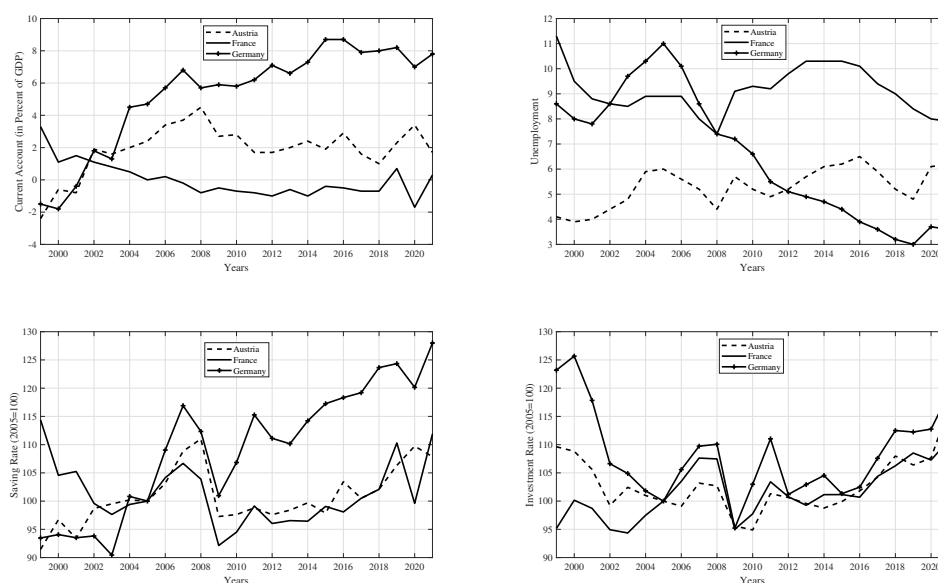 Current Account (in Percent of GDP)
10
8
6
4
2
0
-2
-4
Austria
France
Germany
2000 2002 2004 2006 2008 2010 2012 2014 2016 2018 2020
Years
Unemployment
12
11
10
9
8
7
6
5
4
3
Austria
France
Germany
2000 2002 2004 2006 2008 2010 2012 2014 2016 2018 2020
Years
Saving Rate (2005=100)
130
125
120
115
110
105
100
95
90
Austria
France
Germany
2000 2002 2004 2006 2008 2010 2012 2014 2016 2018 2020
Years
Investment Rate (2005=100)
130
125
120
115
110
105
100
95
90
Austria
France
Germany
2000 2002 2004 2006 2008 2010 2012 2014 2016 2018 2020
Years